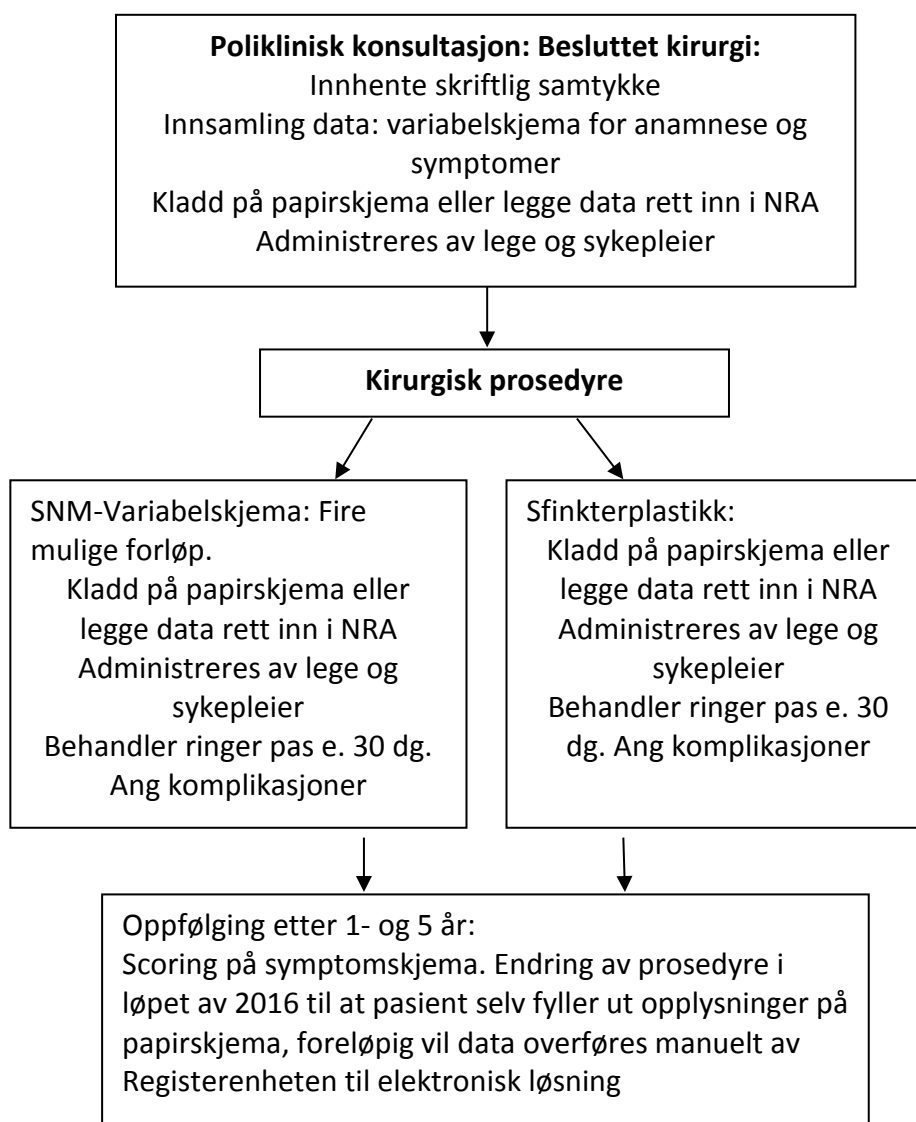 Poliklinisk konsultasjon: Besluttet kirurgi:
Innhente skriftlig samtykke
Innsamling data: variabelskjema for anamnese og
symptomer
Kladd på papirskjema eller legge data rett inn i NRA
Administreres av lege og sykepleier
Kirurgisk prosedyre
SNM-Variabelskjema: Fire
mulige forløp.
Kladd på papirskjema eller
legge data rett inn i NRA
Administreres av lege og
sykepleier
Behandler ringer pas e. 30 dg.
Ang komplikasjoner
Sfinkterplastikk:
Kladd på papirskjema eller
legge data rett inn i NRA
Administreres av lege og
sykepleier
Behandler ringer pas e. 30
dg. Ang komplikasjoner
Oppfølging etter 1- og 5 år:
Scoring på symptomskjema. Endring av prosedyre i
løpet av 2016 til at pasient selv fyller ut opplysninger på
papirskjema, foreløpig vil data overføres manuelt av
Registerenheten til elektronisk løsning